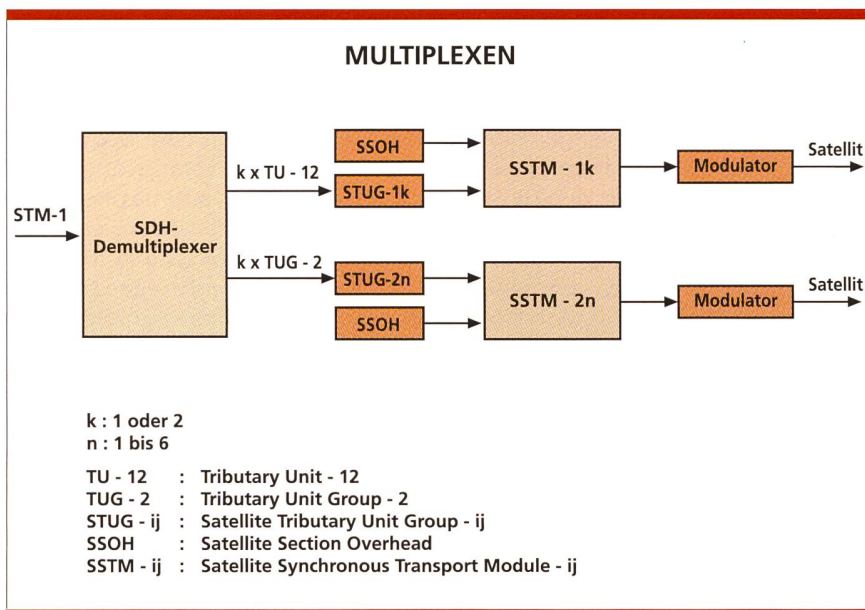 MULTIPLEXEN
STM-1
SDH-
Demultiplexer
k x TU - 12
k x TUG - 2
SSOH
STUG-1k
STUG-2n
SSOH
SSTM - 1k
SSTM - 2n
Modulator
Modulator
Satellit
Satellit
k : 1 oder 2
n : 1 bis 6
TU - 12 : Tributary Unit - 12
TUG - 2 : Tributary Unit Group - 2
STUG - ij : Satellite Tributary Unit Group - ij
SSOH : Satellite Section Overhead
SSTM - ij : Satellite Synchronous Transport Module - ij